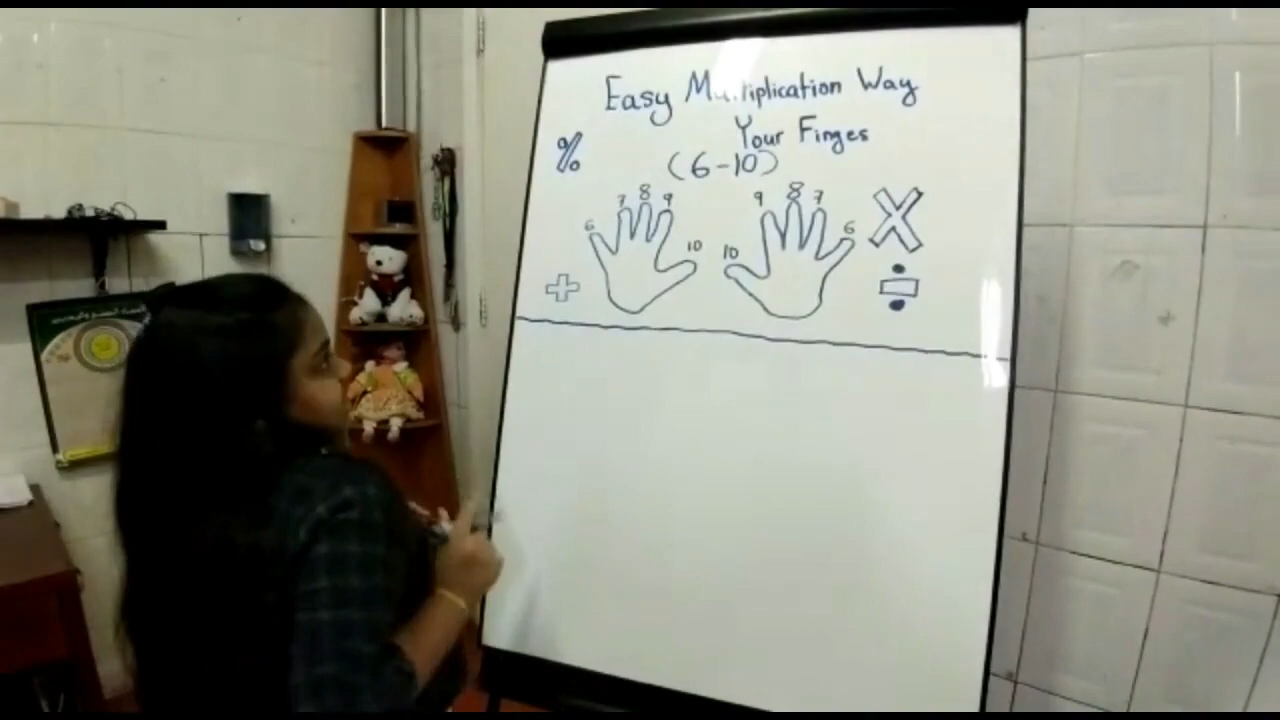 Easy Multiplication Way
Your Finges
%
(6-10)
6 7 8 9 10 10 9 8 7 6
X
+
÷